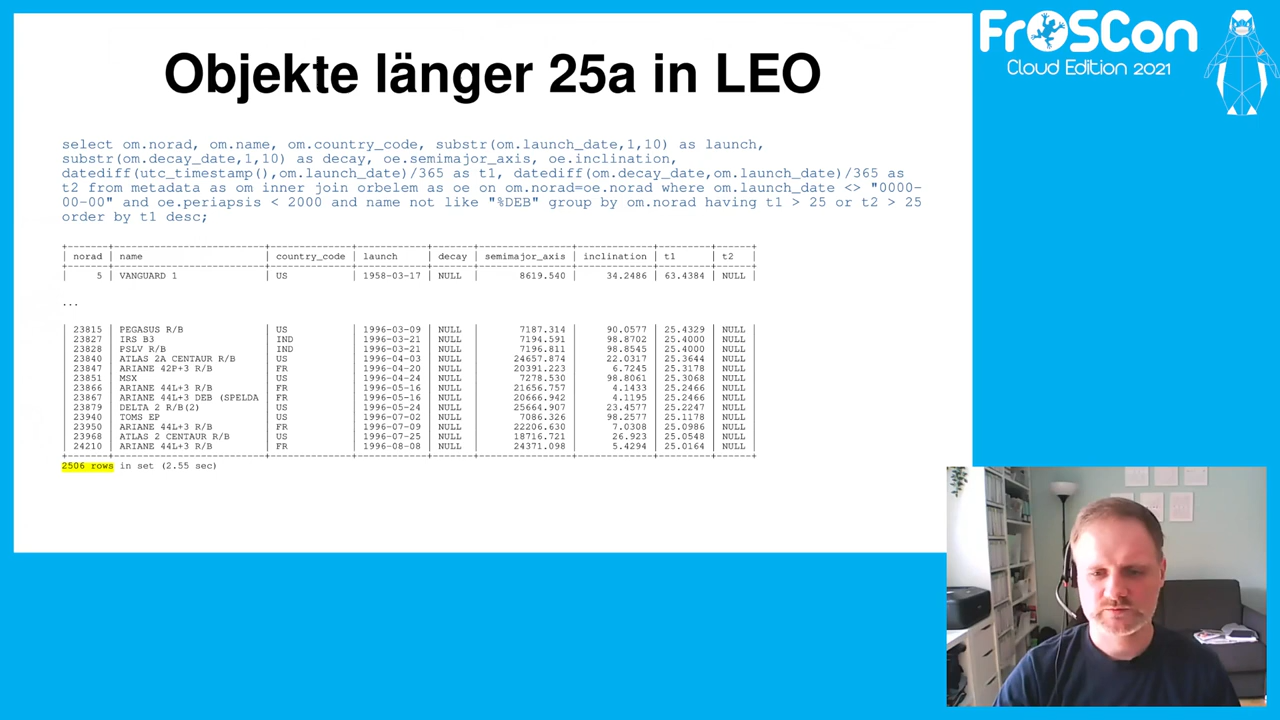 Objekte länger 25a in LEO
FrOSCon
Cloud Edition 2021
select om.norad, om.name, om.country_code, substr(om.launch_date,1,10) as launch,
substr(om.decay_date,1,10) as decay, oe.semimajor_axis, oe.inclination,
datediff(utc_timestamp(),om.launch_date)/365 as t1, datediff(om.decay_date,om.launch_date)/365 as
t2 from metadata as om inner join orbelem as oe on om.norad=oe.norad where om.launch_date <> "0000-
00-00" and oe.periapsis < 2000 and name not like "%DEB" group by om.norad having t1 > 25 or t2 > 25
order by t1 desc;
| norad | name | country_code | launch | decay | semimajor_axis | inclination | t1 | t2 |
| 5 | VANGUARD 1 | US | 1958-03-17 | NULL | 8619.540 | 34.2486 | 63.4384 | NULL |
...
| 23815 | PEGASUS R/B | US | 1996-03-09 | NULL | 7187.314 | 90.0577 | 25.4329 | NULL |
| 23827 | IRS B3 | IND | 1996-03-21 | NULL | 7194.591 | 98.8702 | 25.4000 | NULL |
| 23828 | PSLV R/B | IND | 1996-03-21 | NULL | 7196.811 | 98.8545 | 25.4000 | NULL |
| 23840 | ATLAS 2A CENTAUR R/B | US | 1996-04-03 | NULL | 24657.874 | 22.0317 | 25.3644 | NULL |
| 23847 | ARIANE 42P+3 R/B | FR | 1996-04-20 | NULL | 20391.223 | 6.7245 | 25.3178 | NULL |
| 23851 | MSX | US | 1996-04-24 | NULL | 7278.530 | 98.8061 | 25.3068 | NULL |
| 23866 | ARIANE 44L+3 R/B | FR | 1996-05-16 | NULL | 21656.757 | 4.1433 | 25.2466 | NULL |
| 23867 | ARIANE 44L+3 DEB (SPELDA | FR | 1996-05-16 | NULL | 20666.942 | 4.1195 | 25.2466 | NULL |
| 23879 | DELTA 2 R/B(2) | US | 1996-05-24 | NULL | 25664.907 | 23.4577 | 25.2247 | NULL |
| 23940 | TOMS EP | US | 1996-07-02 | NULL | 7086.326 | 98.2577 | 25.1178 | NULL |
| 23950 | ARIANE 44L+3 R/B | FR | 1996-07-09 | NULL | 22206.630 | 7.0308 | 25.0986 | NULL |
| 23968 | ATLAS 2 CENTAUR R/B | US | 1996-07-25 | NULL | 18716.721 | 26.923 | 25.0548 | NULL |
| 24210 | ARIANE 44L+3 R/B | FR | 1996-08-08 | NULL | 24371.098 | 5.4294 | 25.0164 | NULL |
2506 rows in set (2.55 sec)